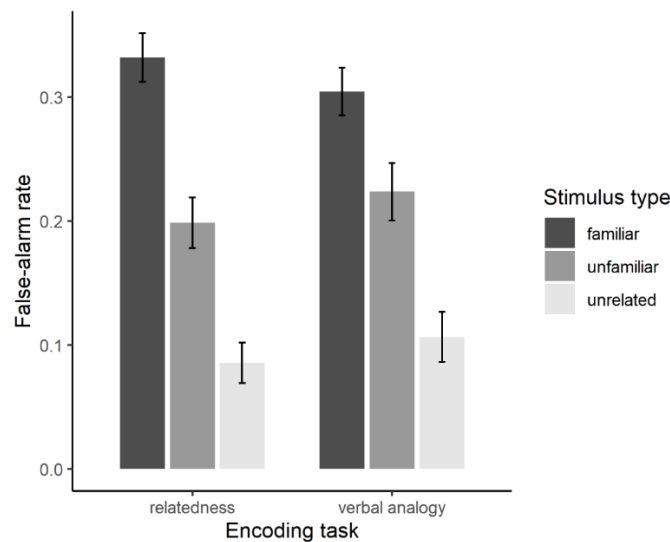 False-alarm rate
0.3
0.2
0.1
0.0
relatedness
verbal analogy
Encoding task
Stimulus type
familiar
unfamiliar
unrelated